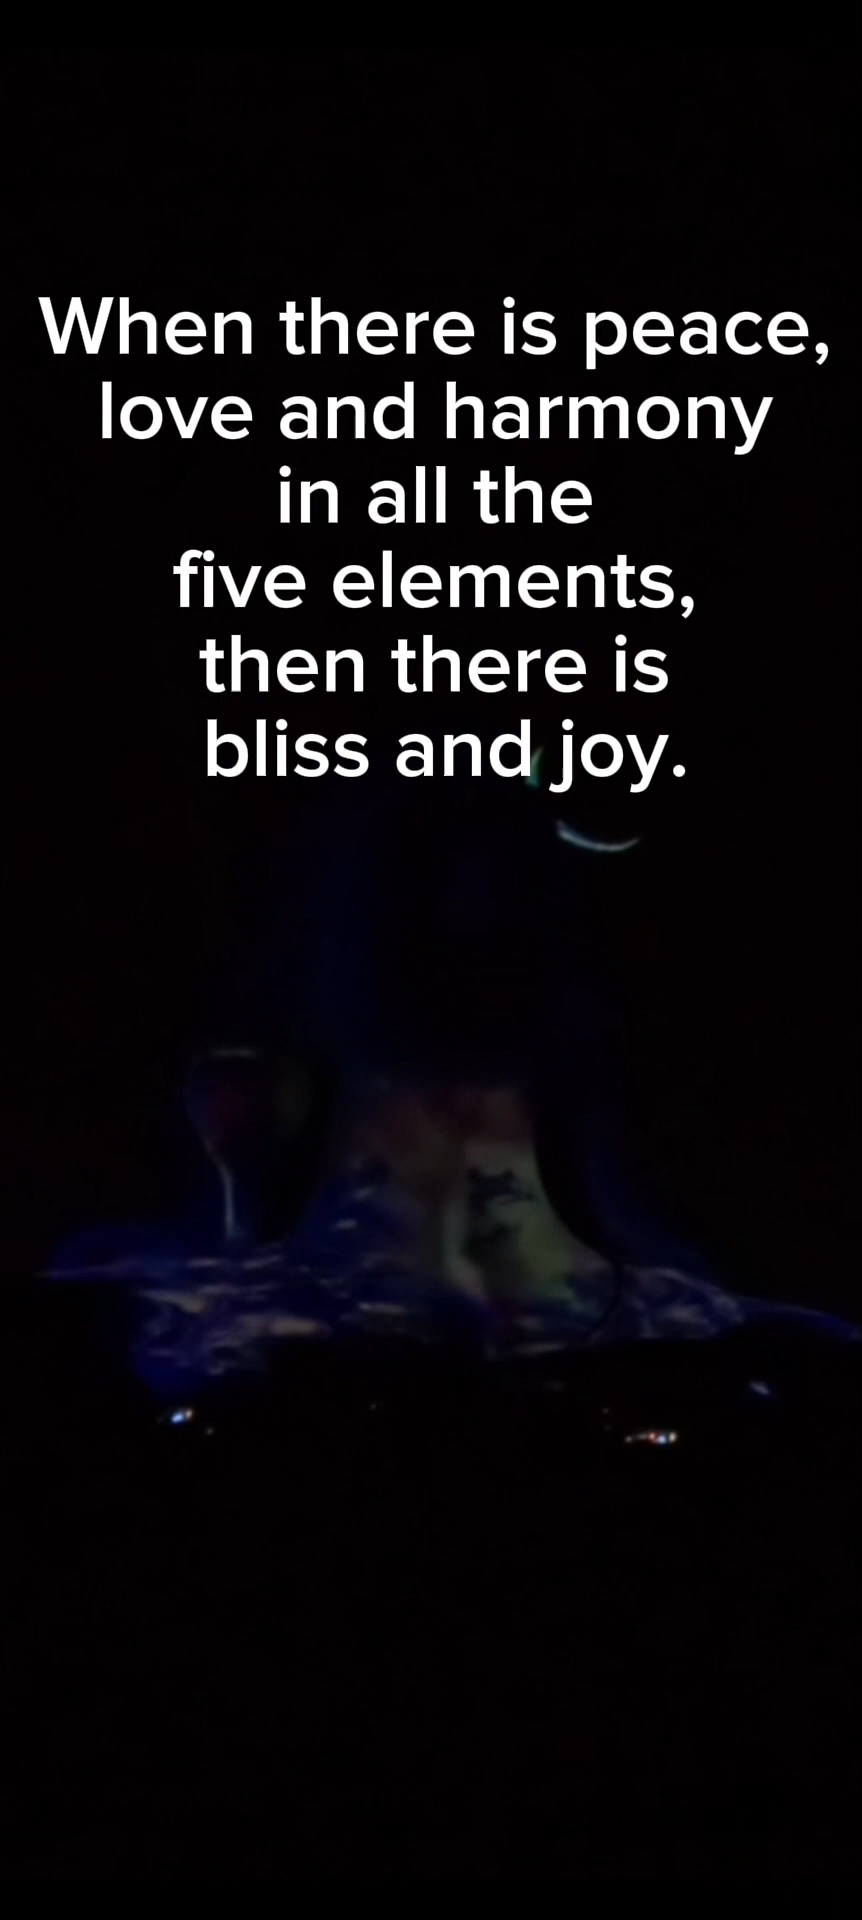 When there is peace,
love and harmony
in all the
five elements,
then there is
bliss and joy.